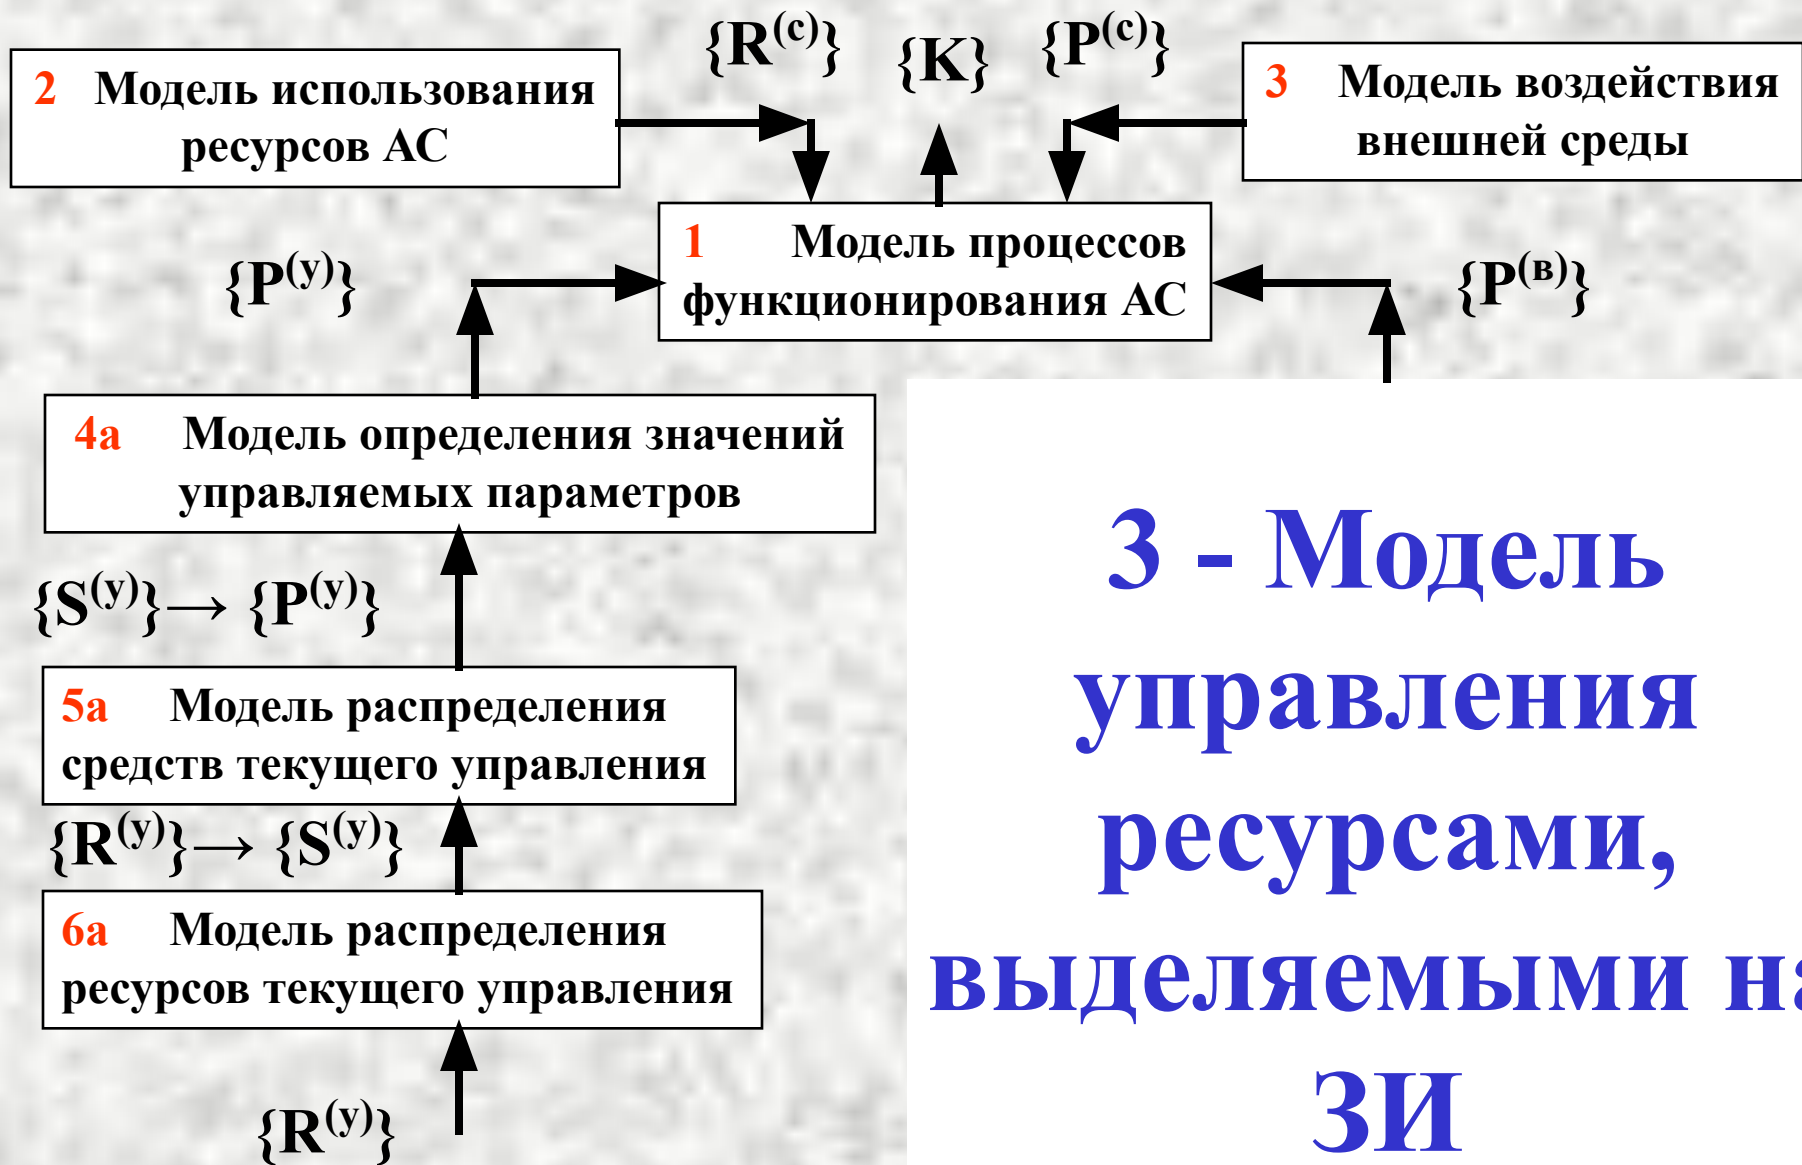 {R(c)} {K} {P(c)}
2 Модель использования
ресурсов АС
3 Модель воздействия
внешней среды
1 Модель процессов
функционирования АС
{P(у)}
{P(в)}
4а Модель определения значений
управляемых параметров
{S(у)}→ {P(у)}
5а Модель распределения
средств текущего управления
{R(у)}→ {S(у)}
6а Модель распределения
ресурсов текущего управления
{R(у)}
3 - Модель
управления
ресурсами,
выделяемыми на
ЗИ